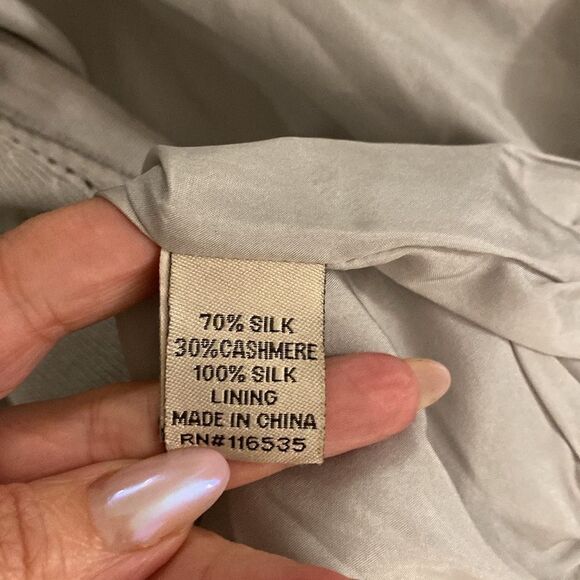 70% SILK
30%CASHMERE
100% SILK
LINING
MADE IN CHINA
RN#116535